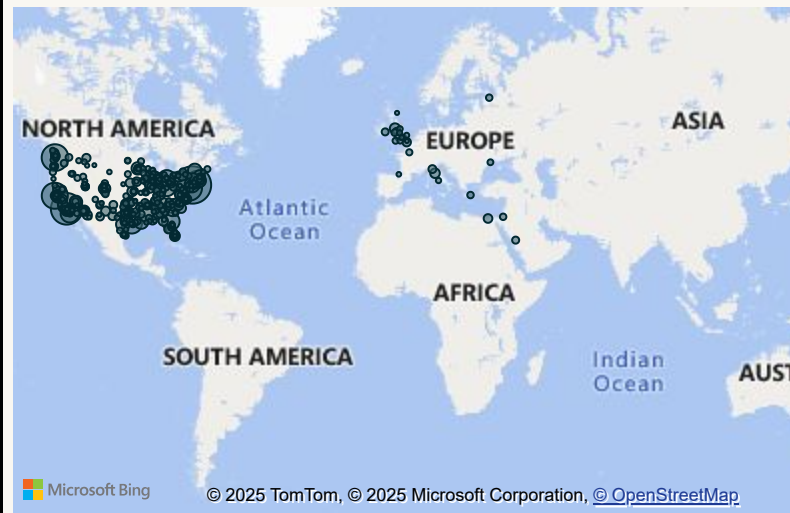 NORTH AMERICA
EUROPE
ASIA
Atlantic
Ocean
AFRICA
SOUTH AMERICA
Indian
Ocean
AUST
Microsoft Bing
© 2025 TomTom, © 2025 Microsoft Corporation, © OpenStreetMap